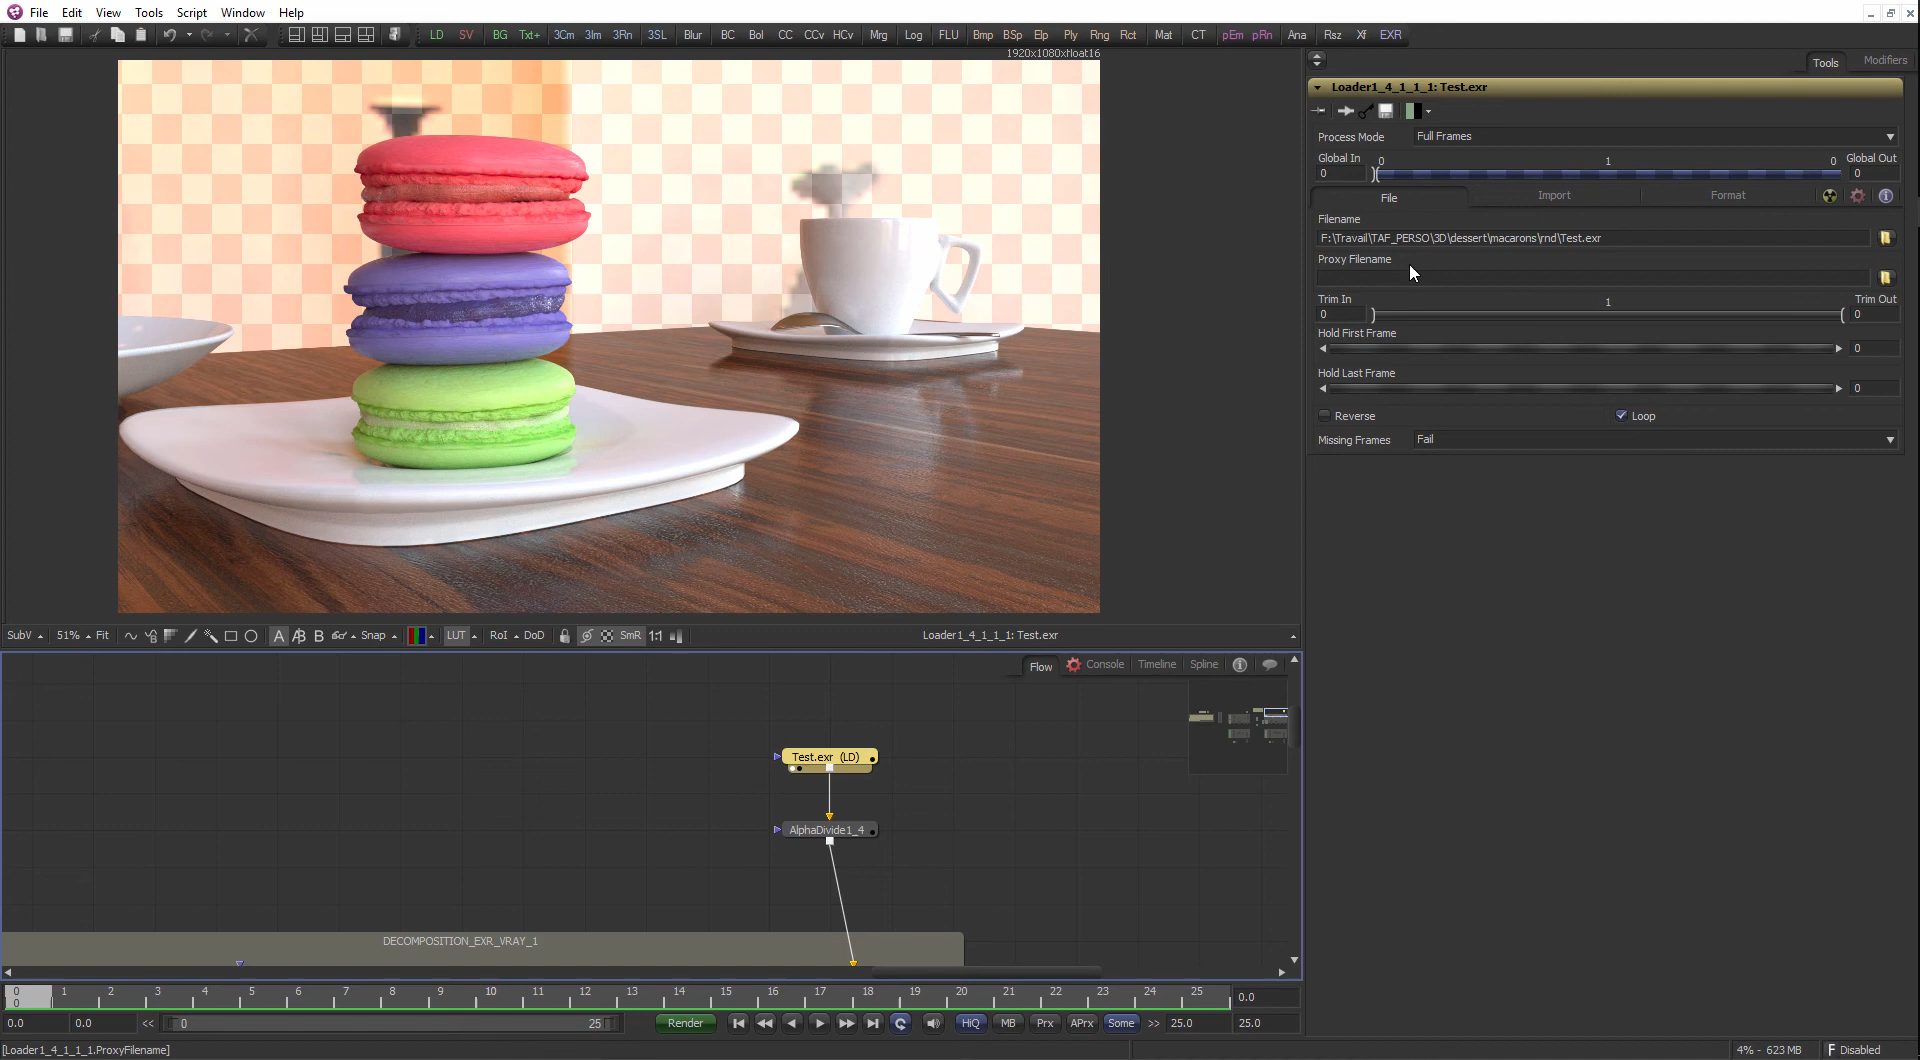 File Edit View Tools Script Window Help
LD SV BG Txt+ 3Cm 3Im 3Rn 3SL Blur BC Bol CC CCv HCv Mrg Log FLU Bmp BSp Elp Ply Rng Rct Mat CT pEm pRn Ana Rsz Xf EXR
1920x1080xfloat16
Tools Modifiers
Loader1_4_1_1_1: Test.exr
Process Mode Full Frames
Global In 0 1 0 Global Out
0 0
File Import Format
Filename
F:\Travail\TAF_PERSO\3D\dessert\macarons\rnd\Test.exr
Proxy Filename
Trim In 1 Trim Out
0 0
Hold First Frame
0
Hold Last Frame
0
Reverse Loop
Missing Frames Fail
SubV 51% Fit A B Snap LUT RoI DoD SmR 1:1 Loader1_4_1_1_1: Test.exr
Flow Console Timeline Spline
Test.exr (LD)
AlphaDivide1_4
DECOMPOSITION_EXR_VRAY_1
0 1 2 3 4 5 6 7 8 9 10 11 12 13 14 15 16 17 18 19 20 21 22 23 24 25
0 0.0
0.0 0.0 << 0 25 Render HiQ MB Prx APrx Some >> 25.0 25.0
[Loader1_4_1_1_1.ProxyFilename] 4% - 623 MB F Disabled